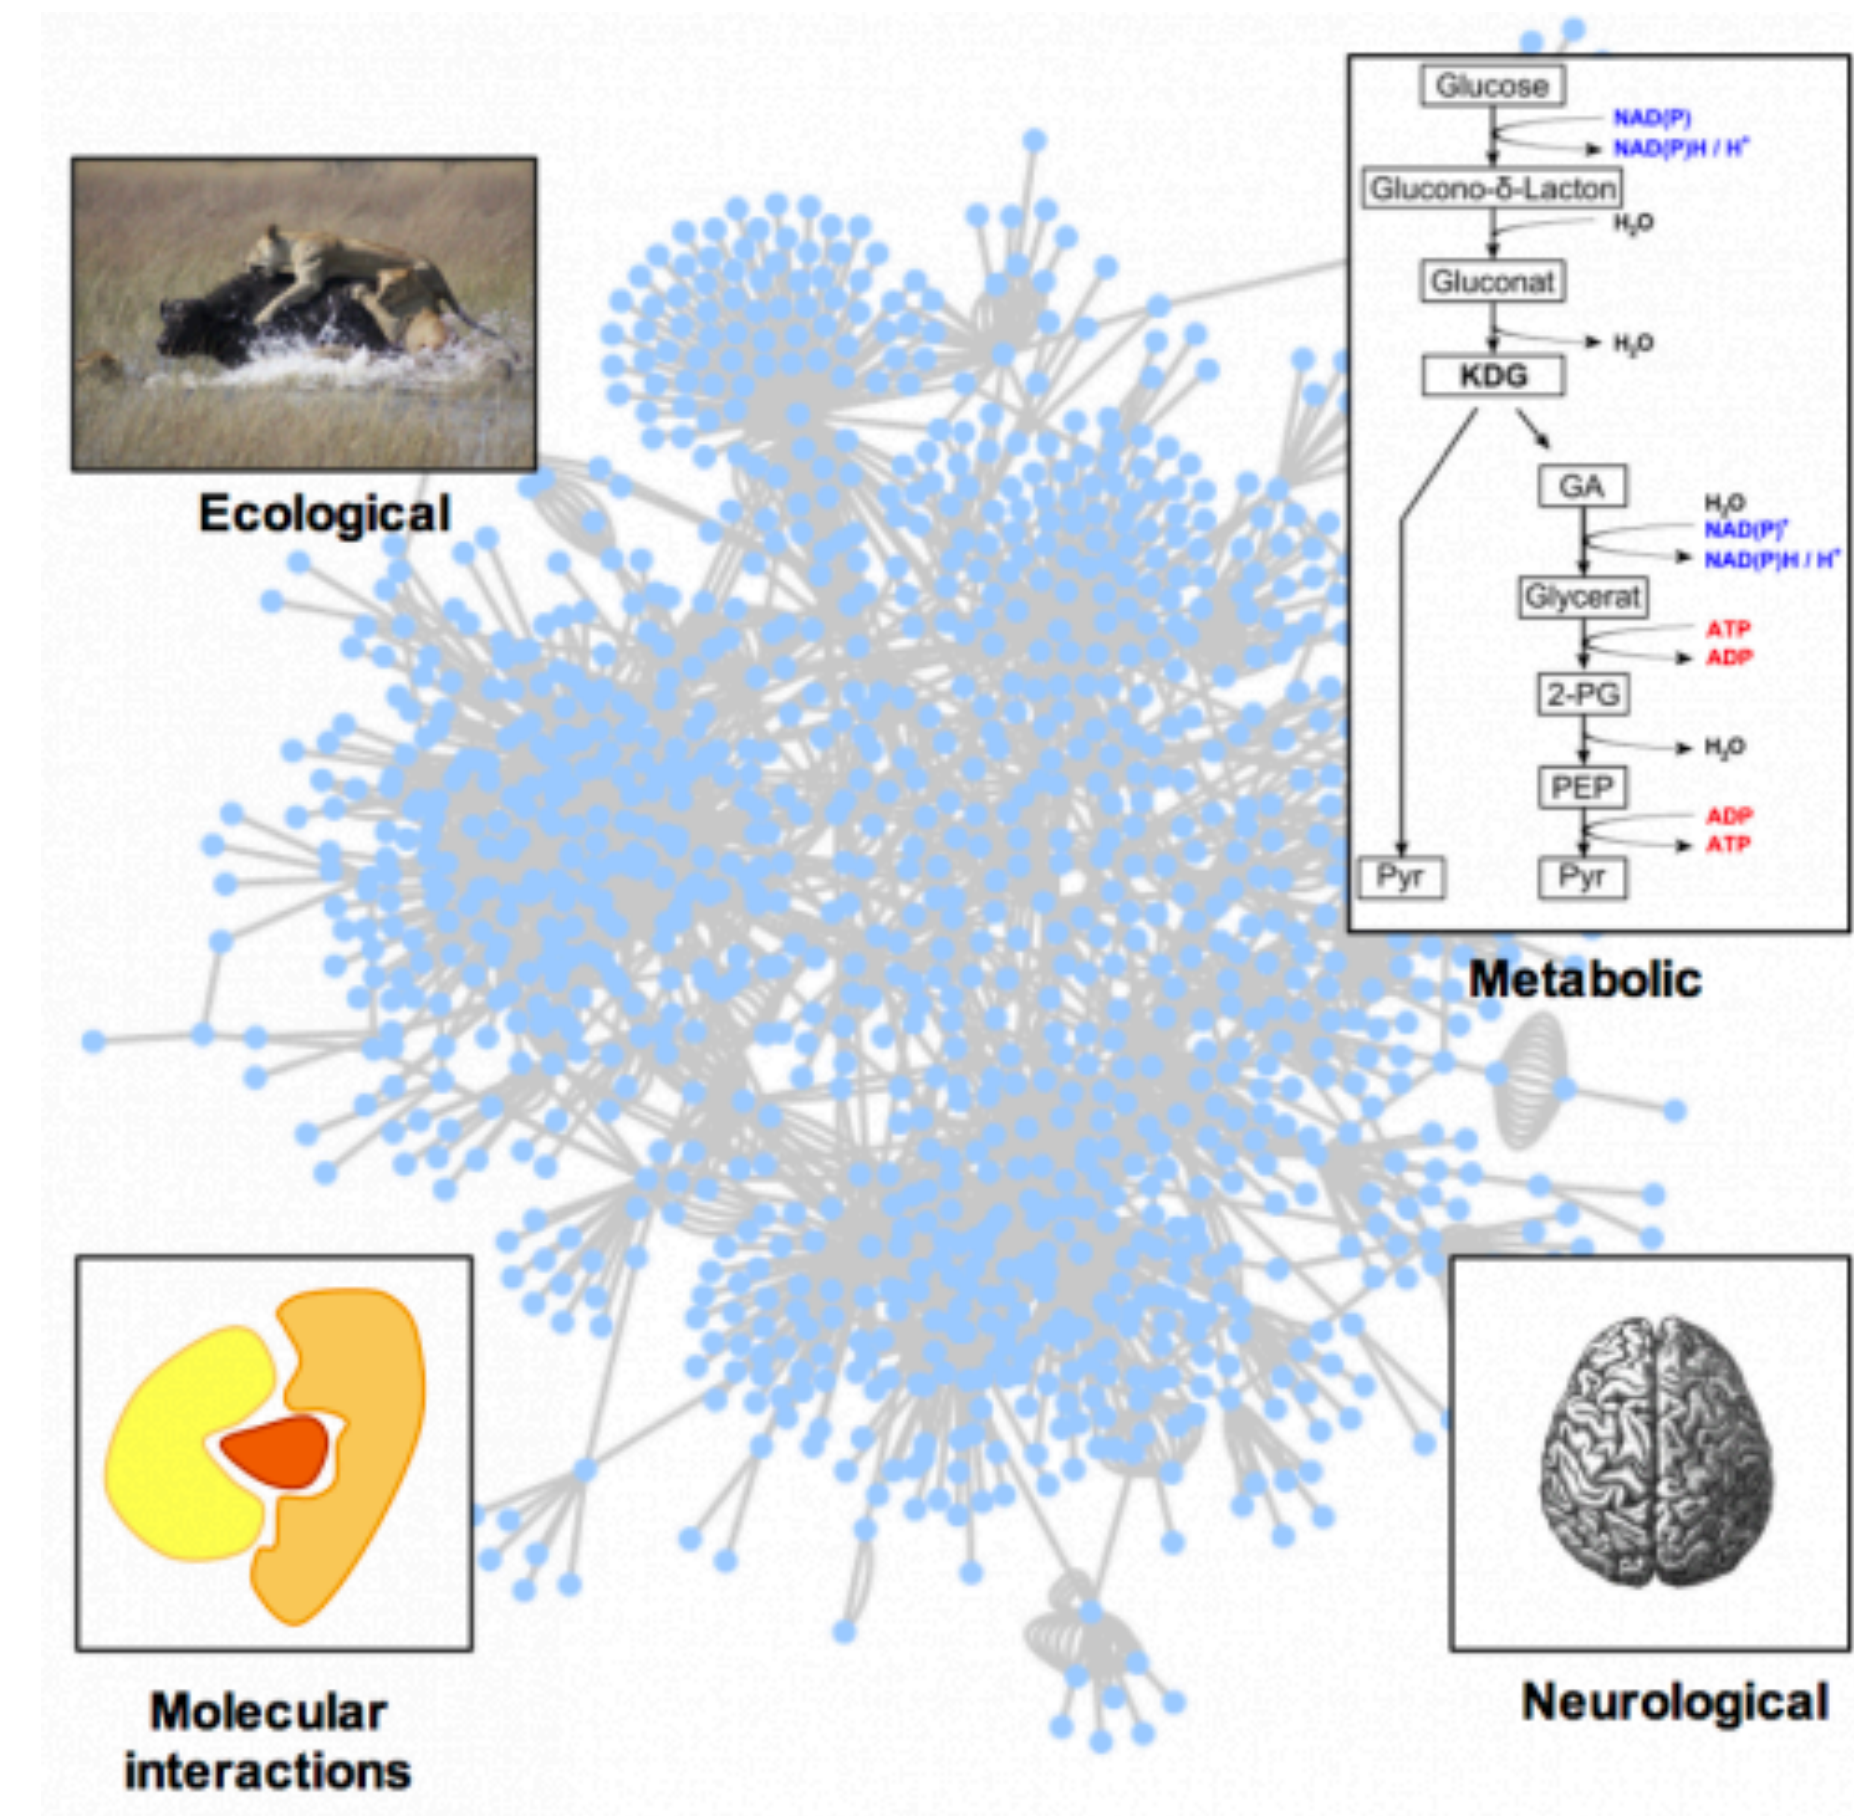 Glucose
NAD(P)
NAD(P)H / H⁺
Glucono-δ-Lacton
H₂O
Gluconat
H₂O
KDG
GA
H₂O
NAD(P)⁺
NAD(P)H / H⁺
Glycerat
ATP
ADP
2-PG
H₂O
PEP
ADP
ATP
Pyr
Pyr
Ecological
Metabolic
Molecular
interactions
Neurological